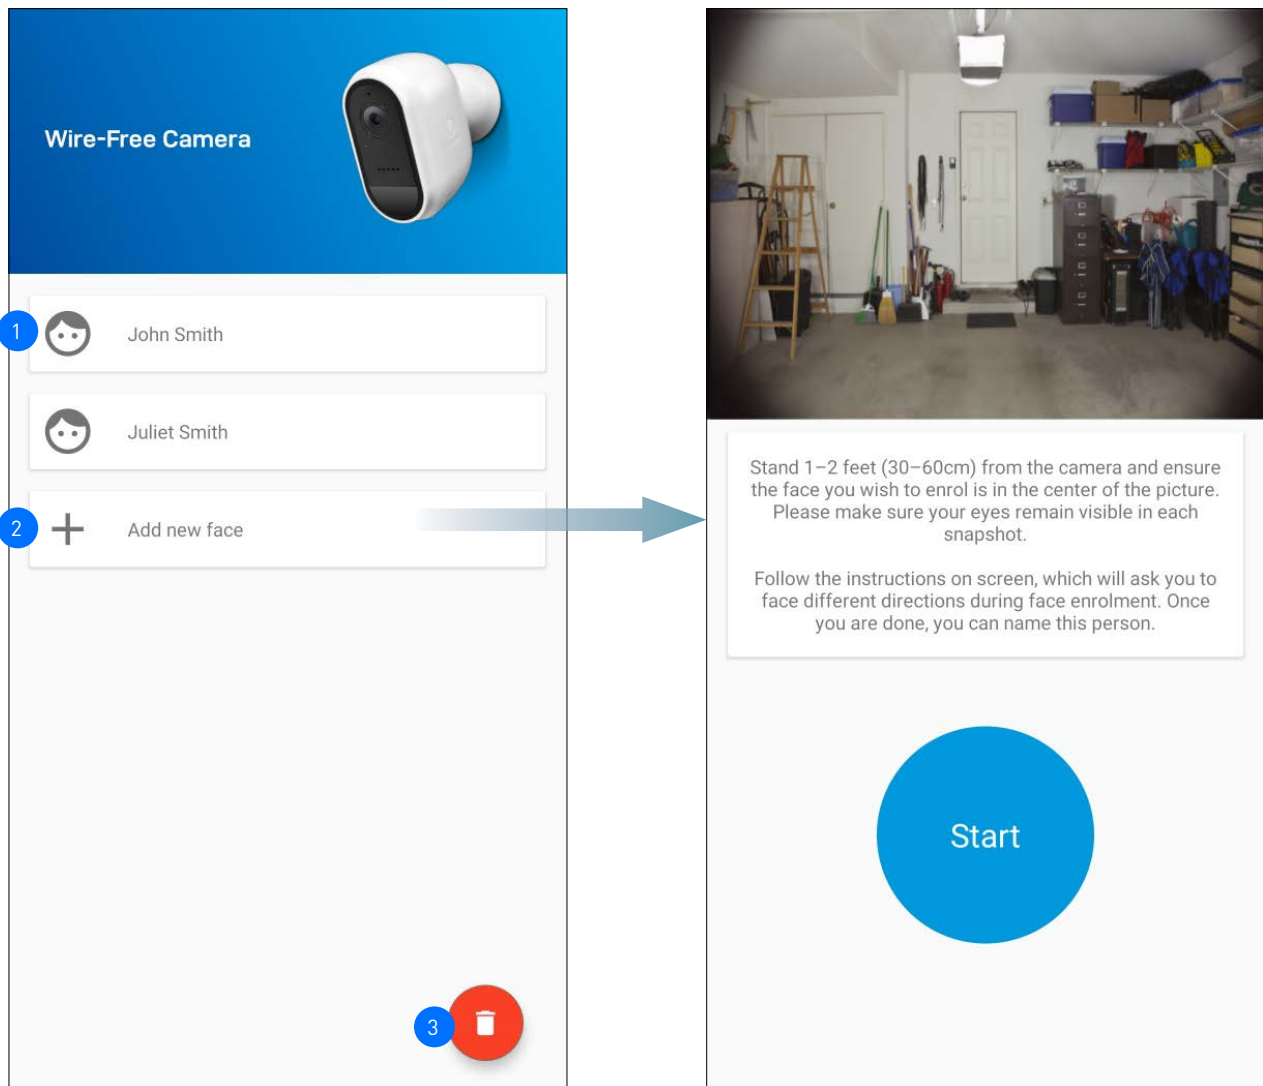 Wire-Free Camera
1
John Smith
Juliet Smith
2
Add new face
3
Stand 1–2 feet (30–60cm) from the camera and ensure
the face you wish to enrol is in the center of the picture.
Please make sure your eyes remain visible in each
snapshot.
Follow the instructions on screen, which will ask you to
face different directions during face enrolment. Once
you are done, you can name this person.
Start